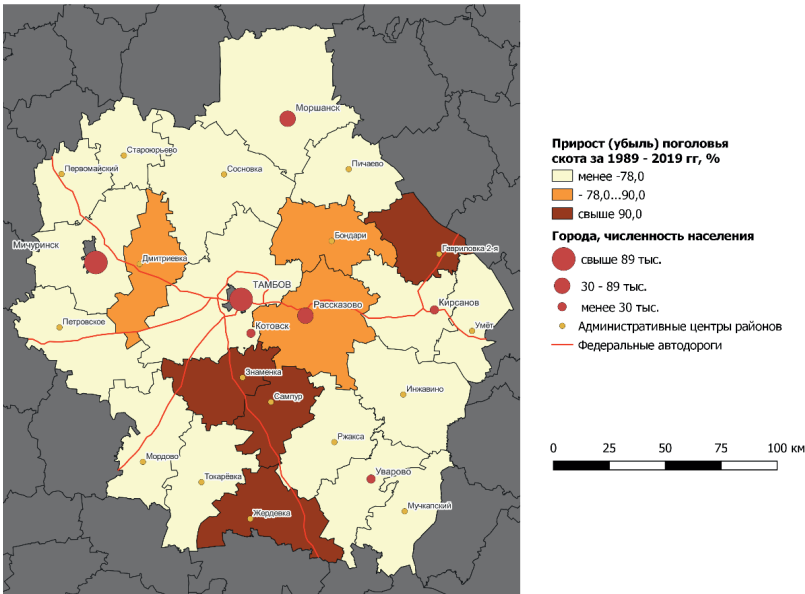 Моршанск
Староюрьево
Первомайский
Сосновка
Пичаево
Бондари
Гавриловка 2-я
Мичуринск
Дмитриевка
ТАМБОВ
Рассказово
Кирсанов
Умёт
Петровское
Котовск
Знаменка
Сампур
Инжавино
Ржакса
Мордово
Токарёвка
Уварово
Мучкапский
Жердевка
Прирост (убыль) поголовья
скота за 1989 - 2019 гг, %
менее -78,0
- 78,0...90,0
свыше 90,0
Города, численность населения
свыше 89 тыс.
30 - 89 тыс.
менее 30 тыс.
Административные центры районов
Федеральные автодороги
0 25 50 75 100 км